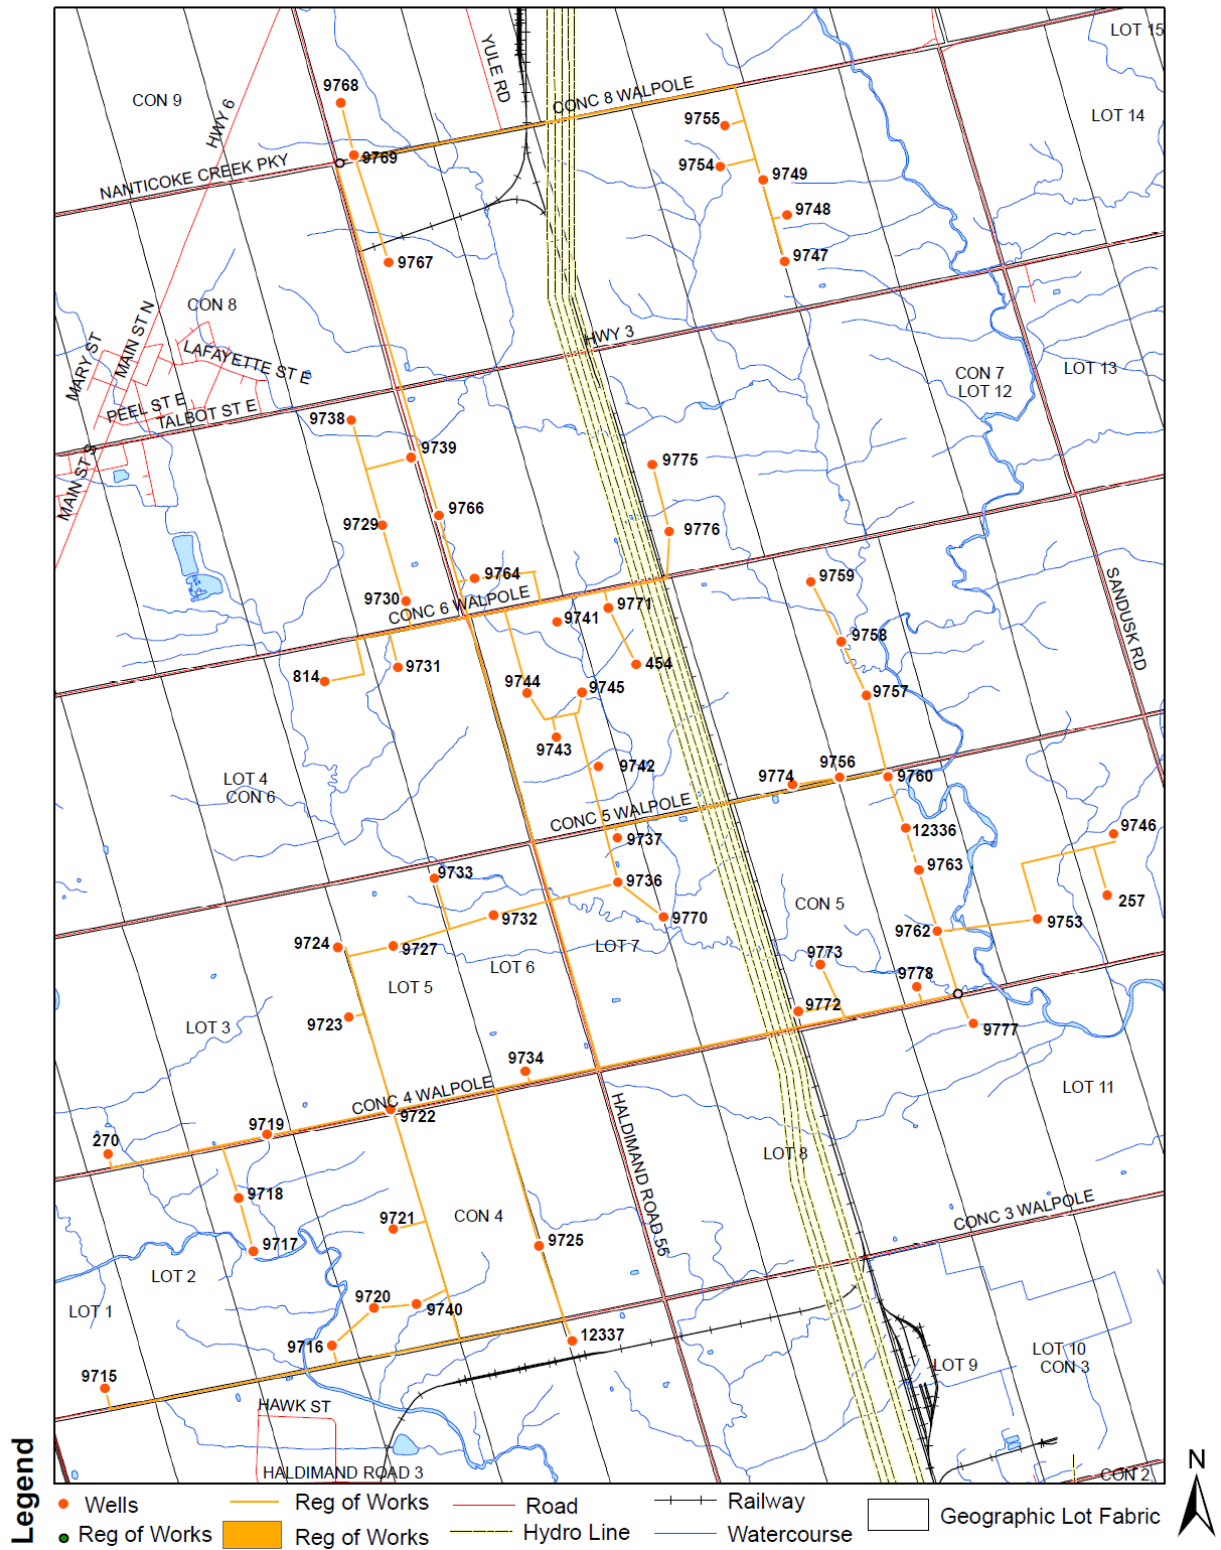 LOT 15
YULE RD
CON 9
HWY 6
9768
CONC 8 WALPOLE
9755
LOT 14
9769
NANTICOKE CREEK PKY
9754
9749
9748
9747
9767
CON 8
MAIN ST N
MARY ST
HWY 3
LAFAYETTE ST E
CON 7
LOT 12
LOT 13
PEEL ST E
TALBOT ST E
9738
9739
MAIN ST S
9775
9766
9729
9776
9764
9759
SANDUSK RD
9730
CONC 6 WALPOLE
9771
9741
9758
814
9731
454
9744
9745
9757
9743
9742
9756
9774
9760
LOT 4
CON 6
CONC 5 WALPOLE
12336
9746
9737
9763
9733
9736
257
CON 5
9732
9770
9753
9762
9724
9727
LOT 7
9773
LOT 6
9778
LOT 5
9772
LOT 3
9723
9777
9734
LOT 11
CONC 4 WALPOLE
9722
9719
270
HALDIMAND ROAD 55
LOT 8
9718
9721
CON 4
CONC 3 WALPOLE
9717
9725
LOT 2
9720
LOT 1
9740
9716
12337
LOT 10
CON 3
LOT 9
9715
HAWK ST
HALDIMAND ROAD 3
CON 2
N
Legend
Wells
Reg of Works
Road
Railway
Geographic Lot Fabric
Reg of Works
Reg of Works
Hydro Line
Watercourse